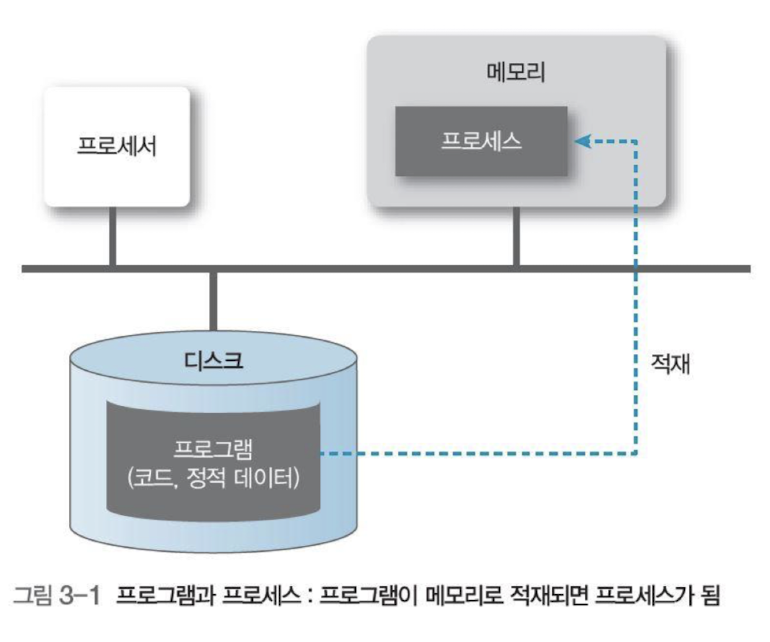 메모리
프로세서
프로세스
디스크
적재
프로그램
(코드, 정적 데이터)
그림 3-1 프로그램과 프로세스 : 프로그램이 메모리로 적재되면 프로세스가 됨